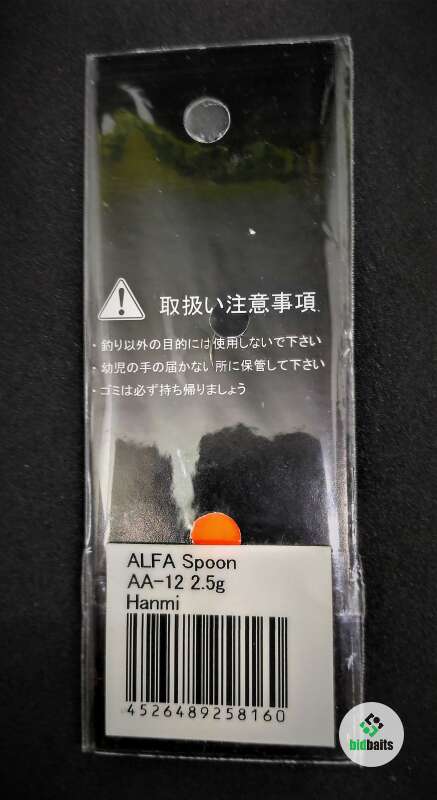 取扱い注意事項
・釣り以外の目的には使用しないで下さい
・幼児の手の届かない所に保管して下さい
・ゴミは必ず持ち帰りましょう
ALFA Spoon
AA-12 2.5g
Hanmi
4526489258160
bidbaits